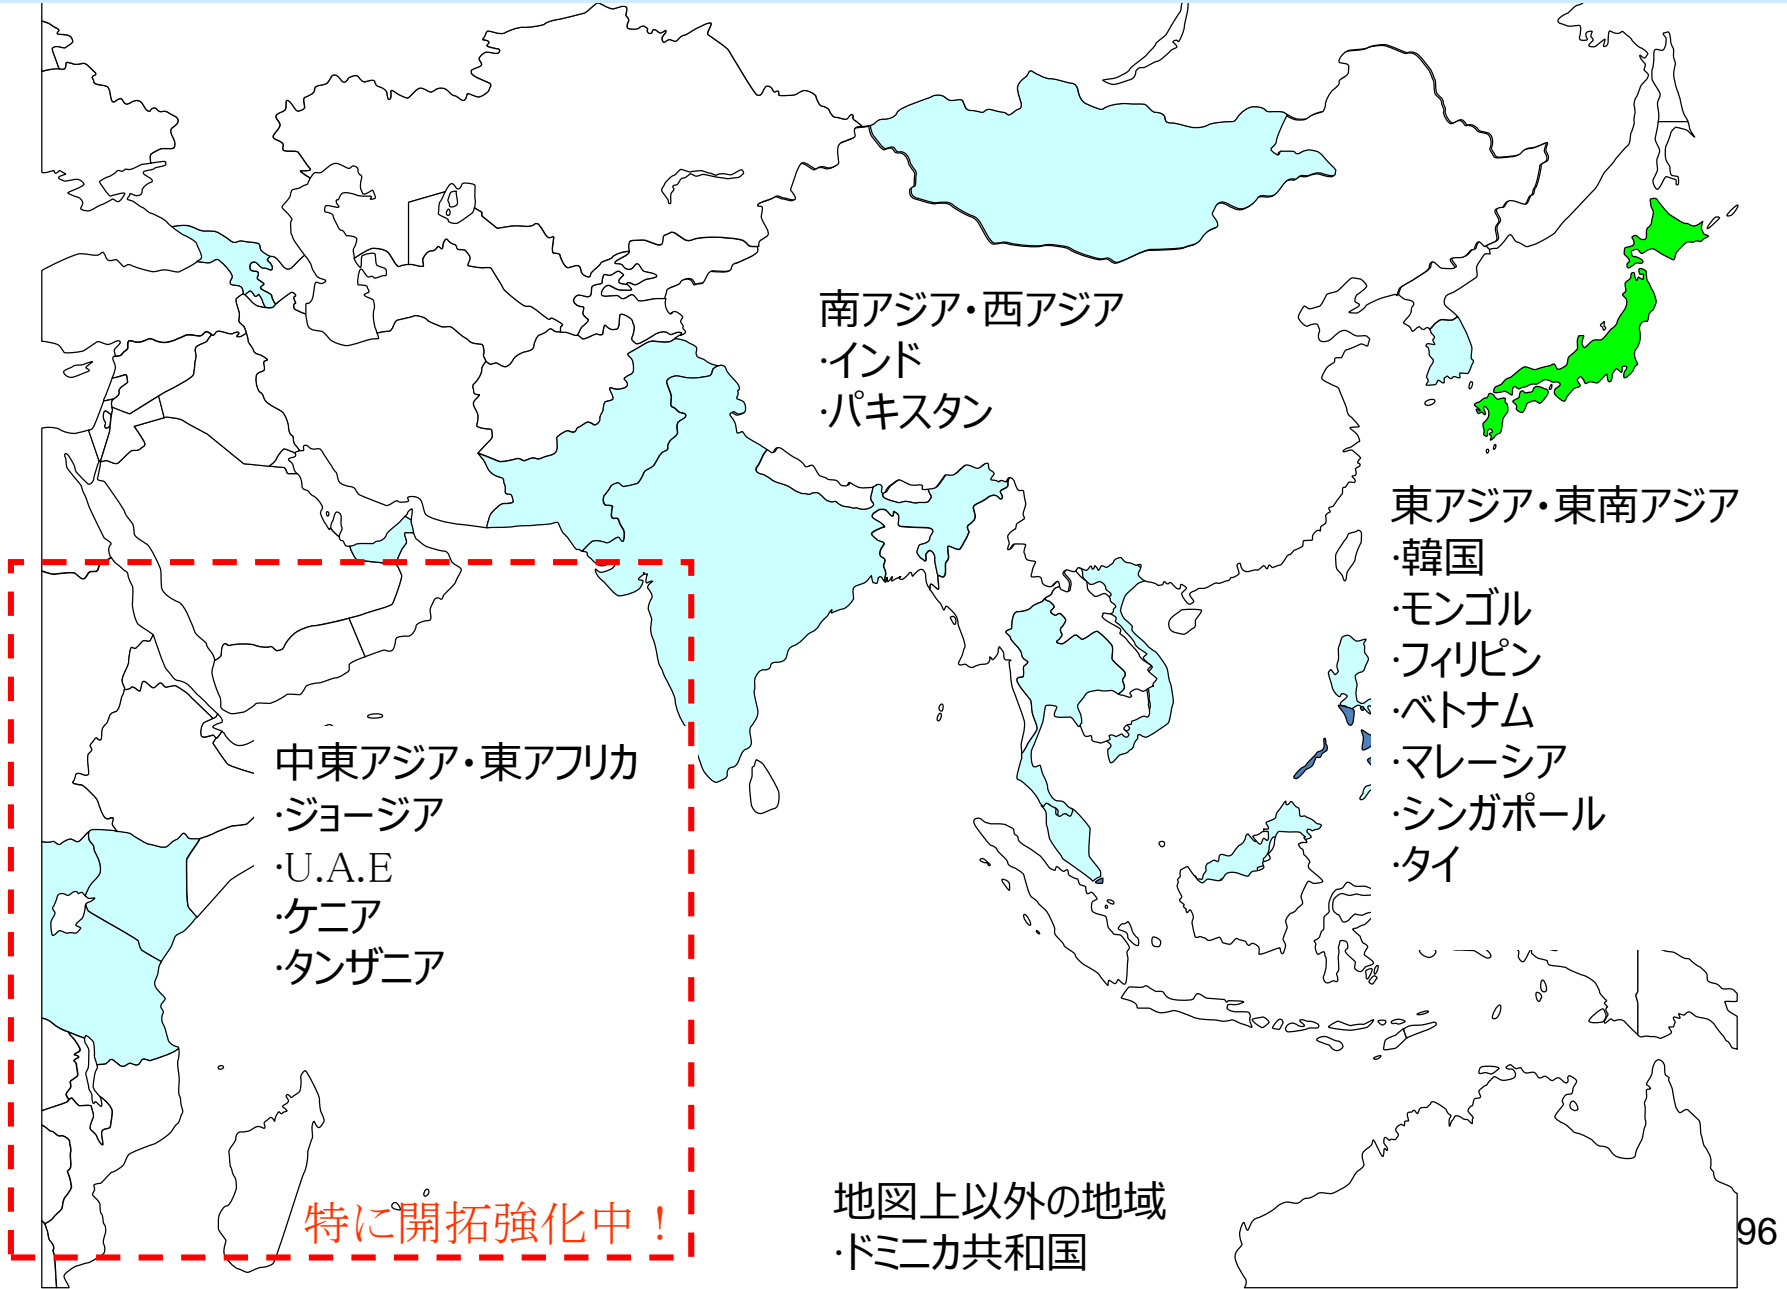 南アジア・西アジア
·インド
·パキスタン
東アジア・東南アジア
·韓国
·モンゴル
·フィリピン
·ベトナム
·マレーシア
·シンガポール
·タイ
中東アジア・東アフリカ
·ジョージア
·U.A.E
·ケニア
·タンザニア
特に開拓強化中！
地図上以外の地域
·ドミニカ共和国
96